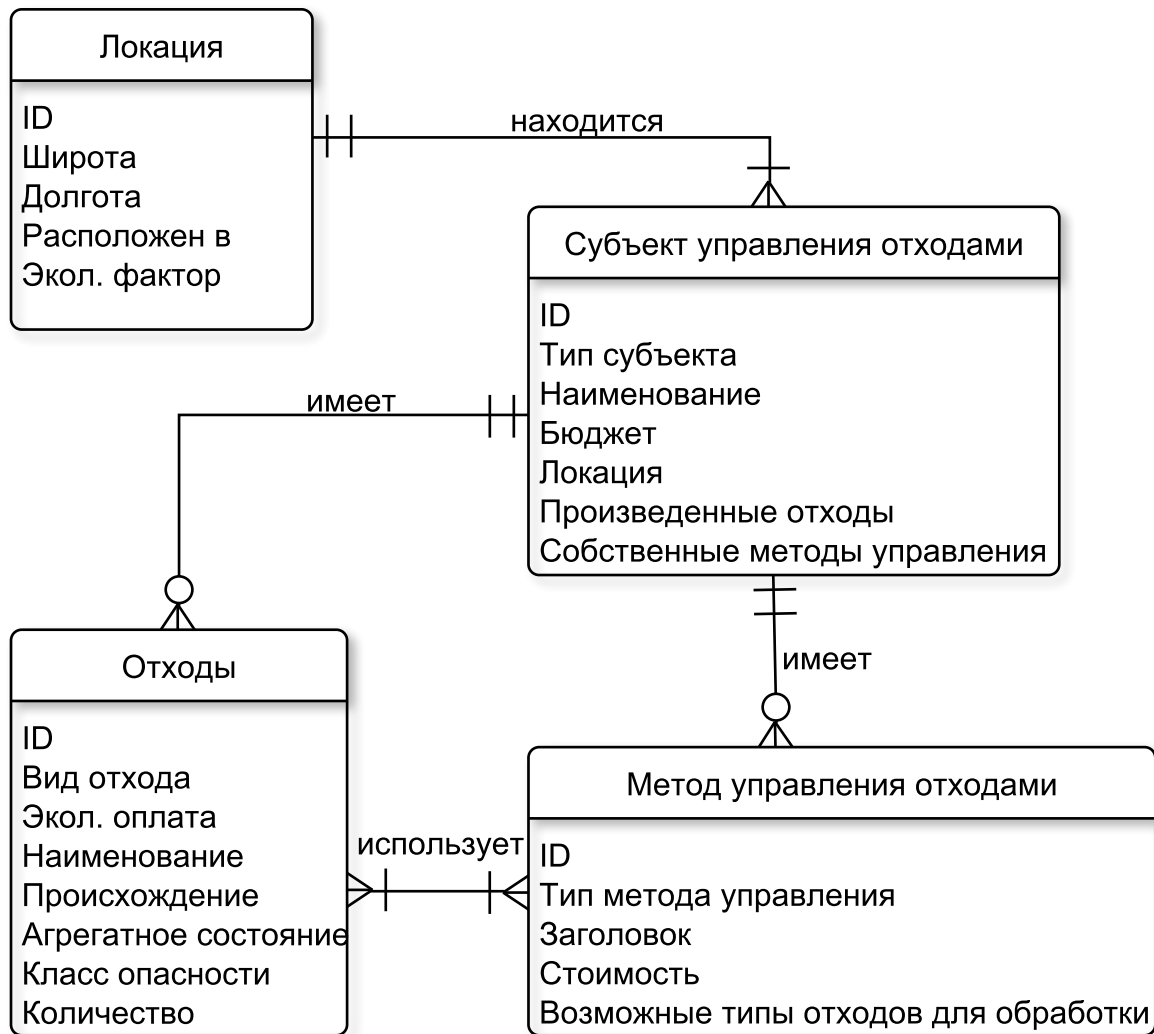 Локация
ID
Широта
Долгота
Расположен в
Экол. фактор
находится
Субъект управления отходами
ID
Тип субъекта
Наименование
Бюджет
Локация
Произведенные отходы
Собственные методы управления
имеет
имеет
Отходы
ID
Вид отхода
Экол. оплата
Наименование
Происхождение
Агрегатное состояние
Класс опасности
Количество
использует
Метод управления отходами
ID
Тип метода управления
Заголовок
Стоимость
Возможные типы отходов для обработки